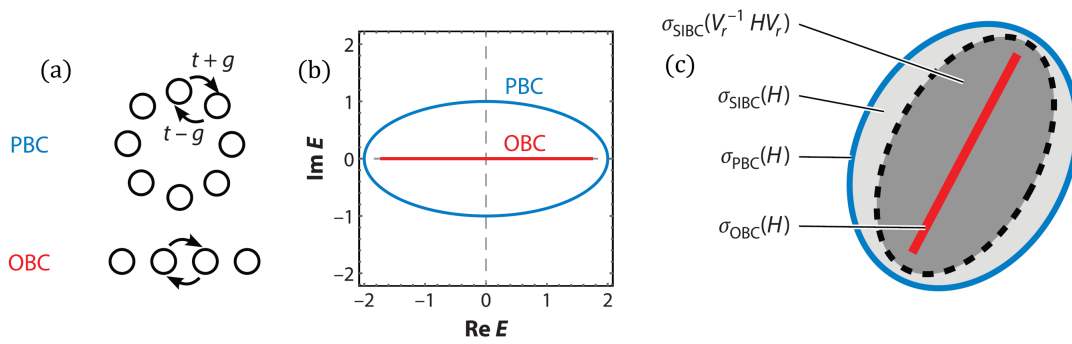 (a)
t + g
t – g
PBC
OBC
(b)
2
1
0
−1
−2
PBC
OBC
Im E
−2
−1
0
1
2
Re E
(c)
σSIBC(Vr⁻¹ HVr)
σSIBC(H)
σPBC(H)
σOBC(H)